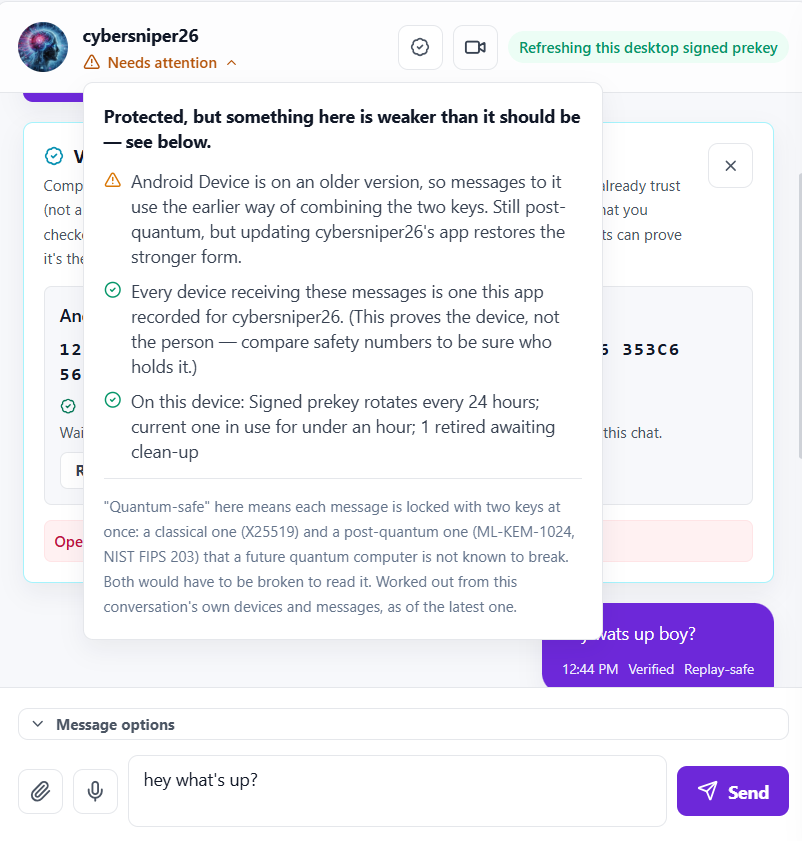 cybersniper26
Needs attention
Refreshing this desktop signed prekey
Protected, but something here is weaker than it should be
— see below.
Android Device is on an older version, so messages to it
use the earlier way of combining the two keys. Still post-
quantum, but updating cybersniper26's app restores the
stronger form.
Every device receiving these messages is one this app
recorded for cybersniper26. (This proves the device, not
the person — compare safety numbers to be sure who
holds it.)
On this device: Signed prekey rotates every 24 hours;
current one in use for under an hour; 1 retired awaiting
clean-up
"Quantum-safe" here means each message is locked with two keys at
once: a classical one (X25519) and a post-quantum one (ML-KEM-1024,
NIST FIPS 203) that a future quantum computer is not known to break.
Both would have to be broken to read it. Worked out from this
conversation's own devices and messages, as of the latest one.
already trust
(not a
it's the
353C6
12
56
this chat.
wats up boy?
12:44 PM Verified Replay-safe
Message options
hey what's up?
Send